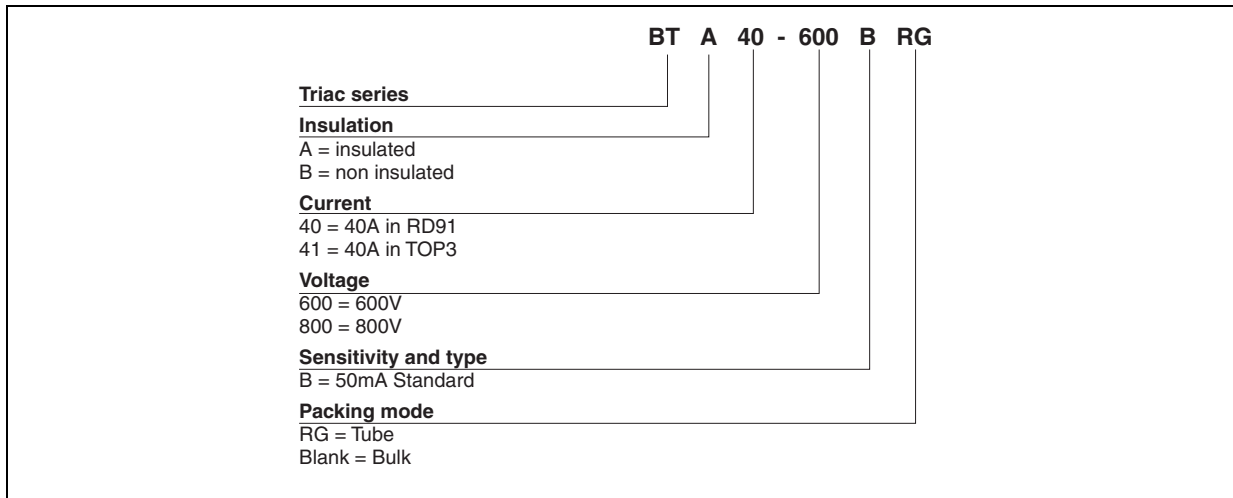 BT A 40 - 600 B RG
Triac series
Insulation
A = insulated
B = non insulated
Current
40 = 40A in RD91
41 = 40A in TOP3
Voltage
600 = 600V
800 = 800V
Sensitivity and type
B = 50mA Standard
Packing mode
RG = Tube
Blank = Bulk